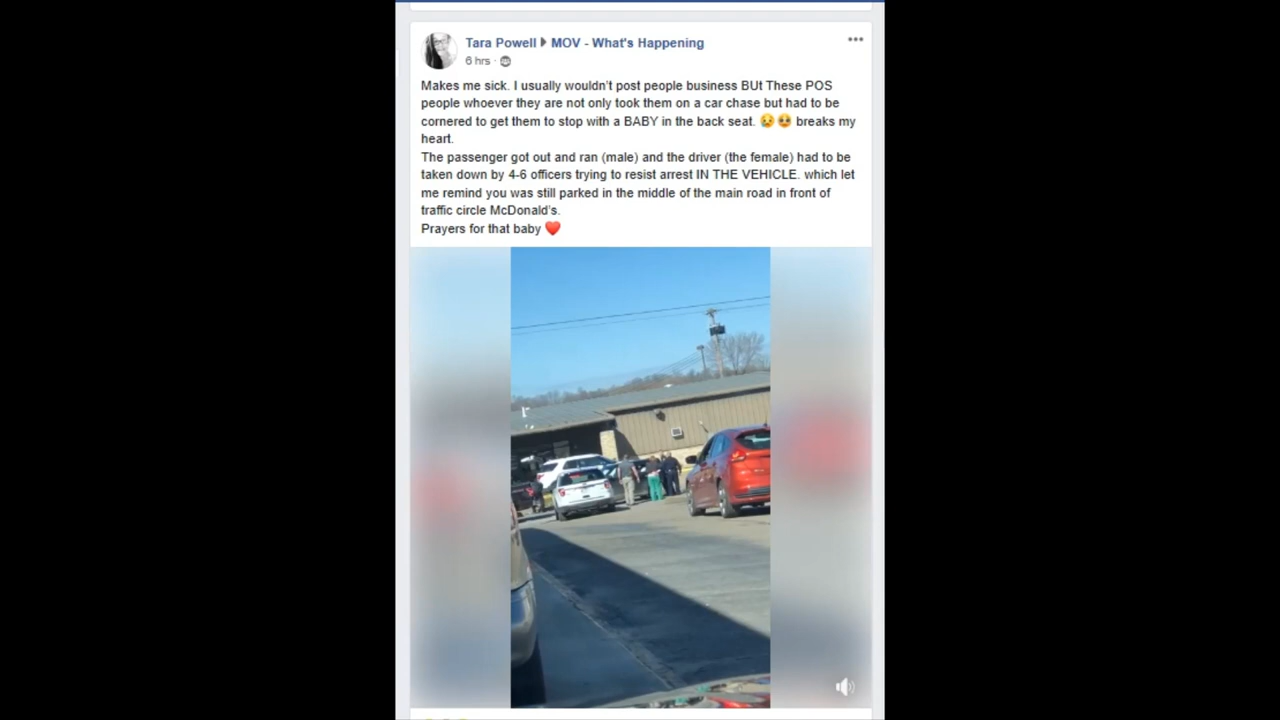 Tara Powell ▶ MOV - What's Happening
6 hrs ·
Makes me sick. I usually wouldn't post people business BUt These POS
people whoever they are not only took them on a car chase but had to be
cornered to get them to stop with a BABY in the back seat. 😢🥺 breaks my
heart.
The passenger got out and ran (male) and the driver (the female) had to be
taken down by 4-6 officers trying to resist arrest IN THE VEHICLE. which let
me remind you was still parked in the middle of the main road in front of
traffic circle McDonald's.
Prayers for that baby ❤️